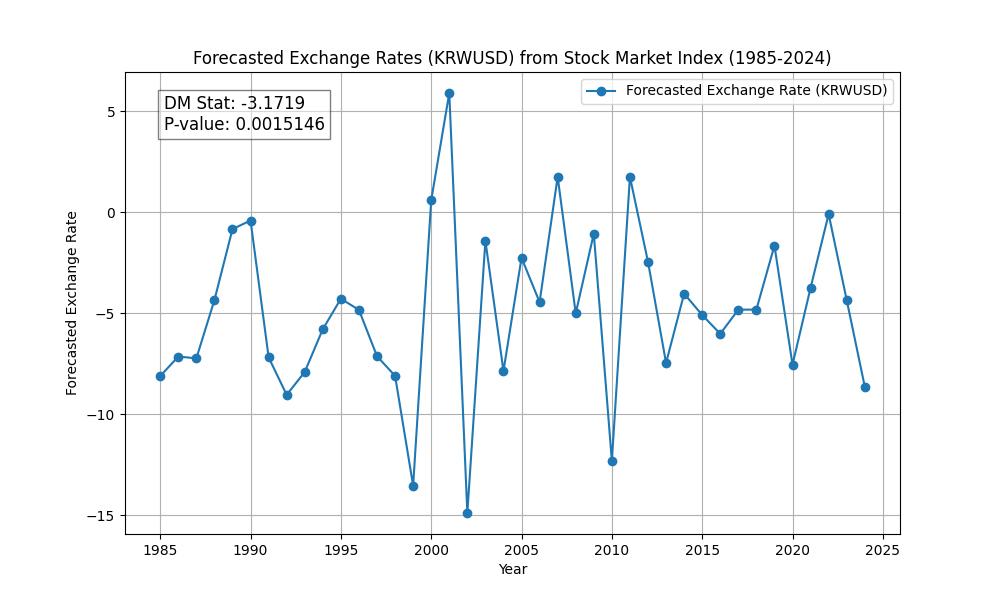 Forecasted Exchange Rates (KRWUSD) from Stock Market Index (1985-2024)
DM Stat: -3.1719
P-value: 0.0015146
Forecasted Exchange Rate (KRWUSD)
Forecasted Exchange Rate
5
0
−5
−10
−15
1985 1990 1995 2000 2005 2010 2015 2020 2025
Year